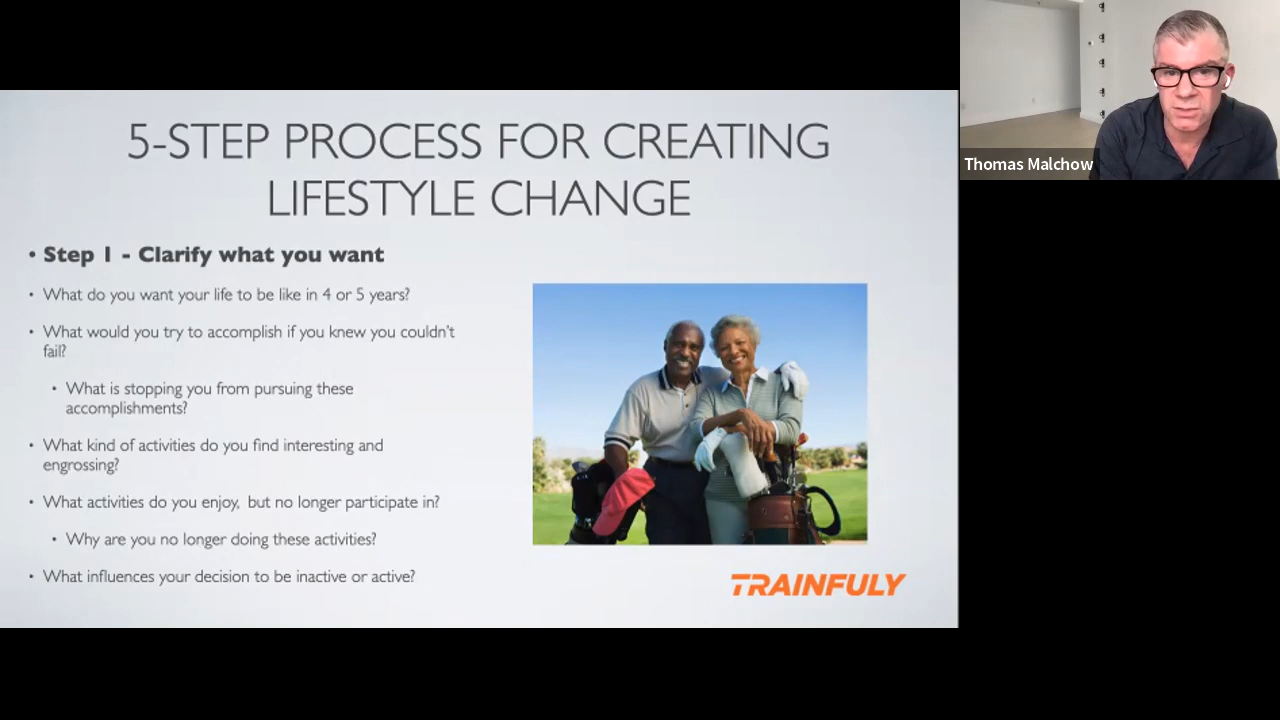 5-STEP PROCESS FOR CREATING
LIFESTYLE CHANGE
• Step 1 - Clarify what you want
• What do you want your life to be like in 4 or 5 years?
• What would you try to accomplish if you knew you couldn't
fail?
• What is stopping you from pursuing these
accomplishments?
• What kind of activities do you find interesting and
engrossing?
• What activities do you enjoy, but no longer participate in?
• Why are you no longer doing these activities?
• What influences your decision to be inactive or active?
TRAINFULY
Thomas Malchow